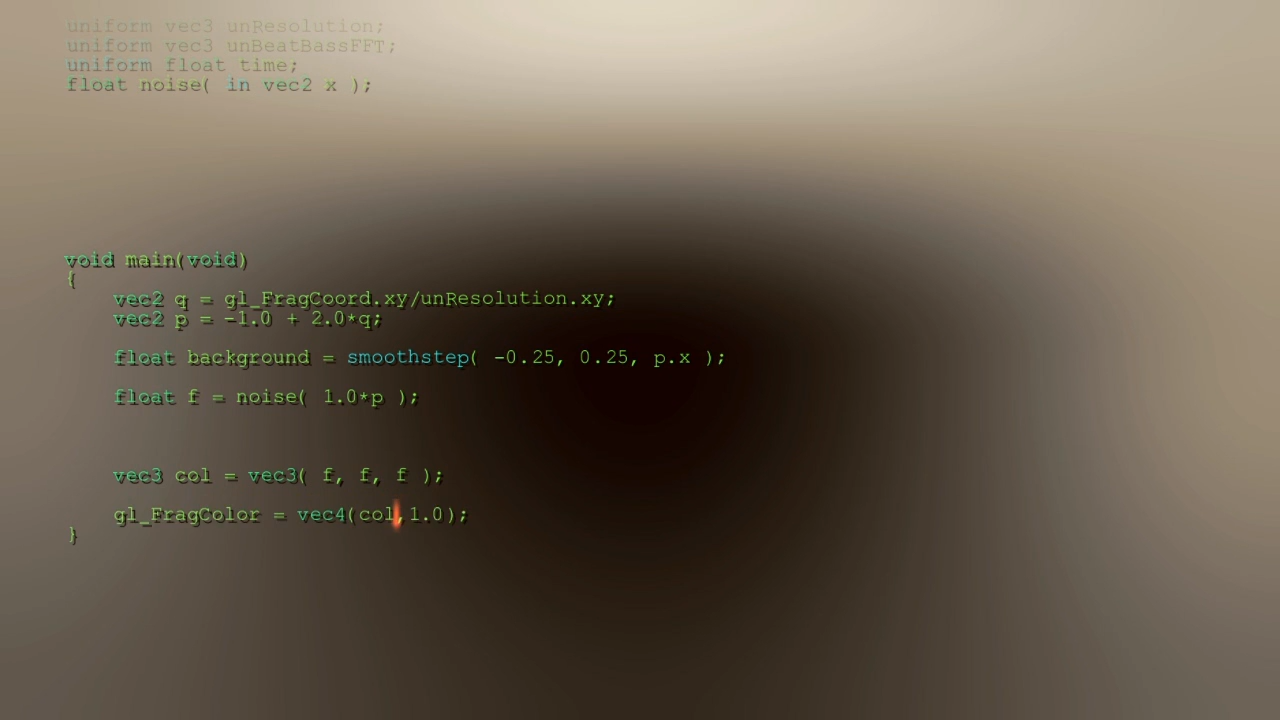 uniform vec3 unResolution;
uniform vec3 unBeatBassFFT;
uniform float time;
float noise( in vec2 x );
void main(void)
{
    vec2 q = gl_FragCoord.xy/unResolution.xy;
    vec2 p = -1.0 + 2.0*q;
    float background = smoothstep( -0.25, 0.25, p.x );
    float f = noise( 1.0*p );
    vec3 col = vec3( f, f, f );
    gl_FragColor = vec4(col,1.0);
}